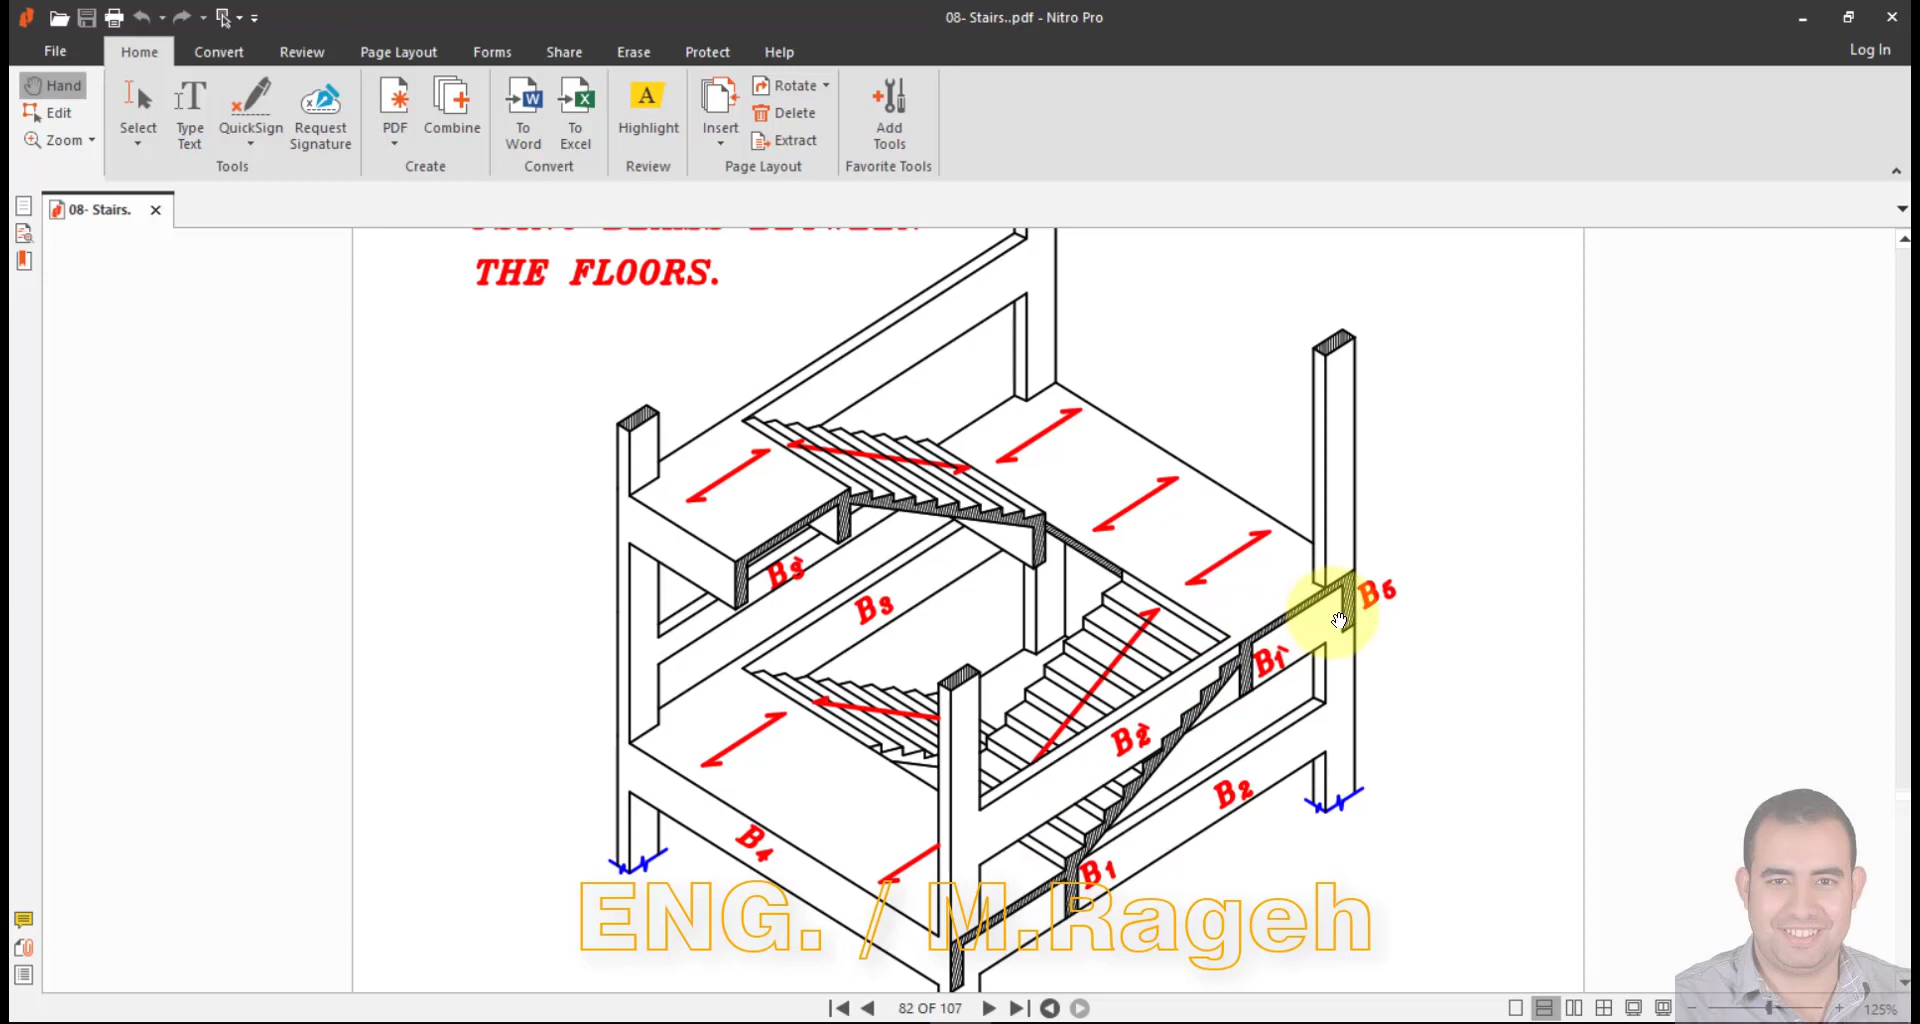 08- Stairs..pdf - Nitro Pro
File Home Convert Review Page Layout Forms Share Erase Protect Help Log In
Hand
Edit
Zoom
Select
Type Text
QuickSign
Request Signature
Tools
PDF
Combine
Create
To Word
To Excel
Convert
Highlight
Review
Insert
Rotate
Delete
Extract
Page Layout
Add Tools
Favorite Tools
08- Stairs.
THE FLOORS.
B5
B3
B3
B1
B2
B2
B4
B1
ENG. / M.Rageh
82 OF 107
125%